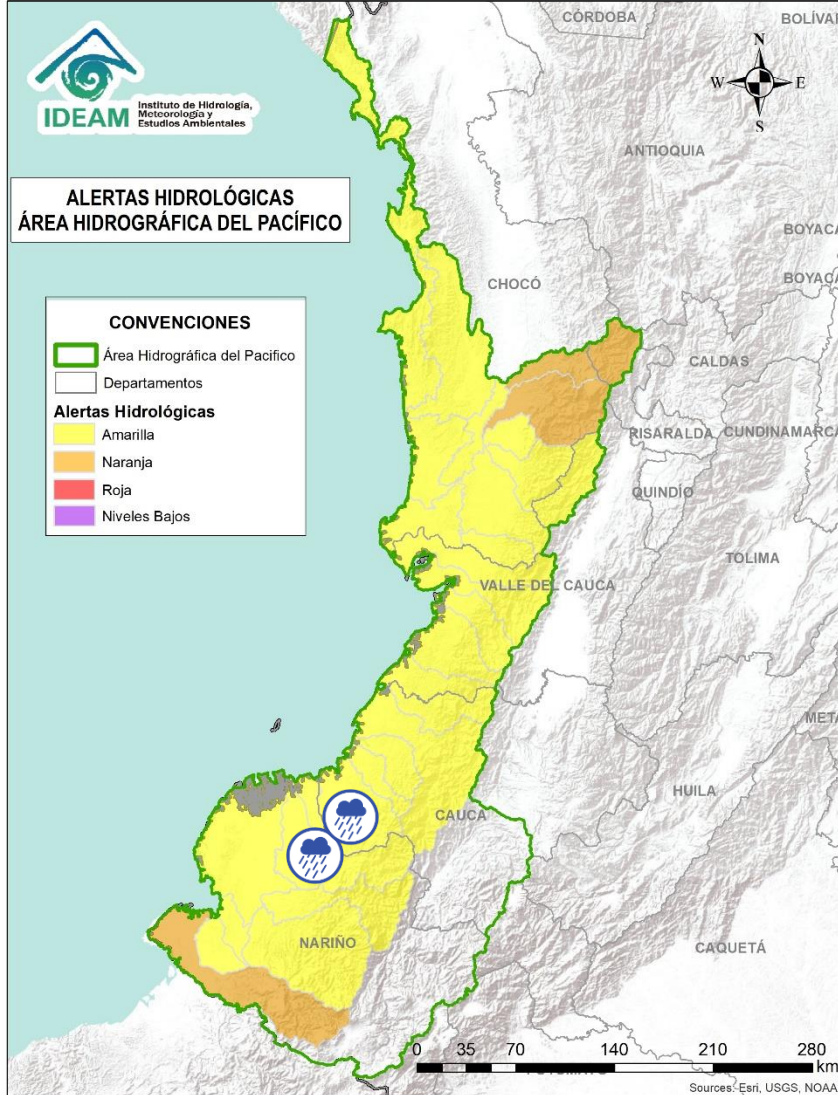 CÓRDOBA
BOLÍVA
N
W
E
S
IDEAM
Instituto de Hidrología,
Meteorología y
Estudios Ambientales
ANTIOQUIA
ALERTAS HIDROLÓGICAS
ÁREA HIDROGRÁFICA DEL PACÍFICO
BOYACÁ
BOYACÁ
CHOCÓ
CONVENCIONES
Área Hidrográfica del Pacifico
Departamentos
Alertas Hidrológicas
Amarilla
Naranja
Roja
Niveles Bajos
CALDAS
RISARALDA
CUNDINAMARCA
QUINDÍO
TOLIMA
VALLE DEL CAUCA
META
HUILA
CAUCA
NARIÑO
CAQUETÁ
0 35 70 140 210 280
km
Sources: Esri, USGS, NOAA